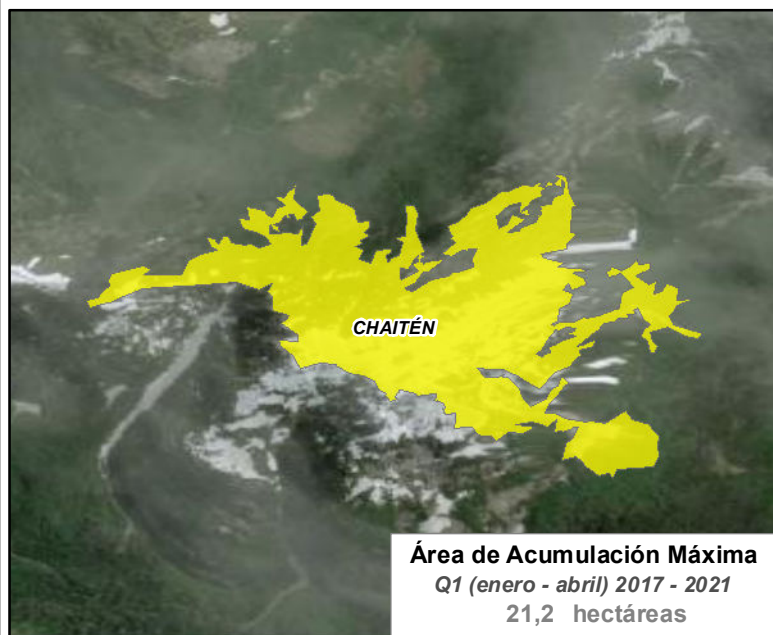 CHAITÉN
Área de Acumulación Máxima
Q1 (enero - abril) 2017 - 2021
21,2 hectáreas